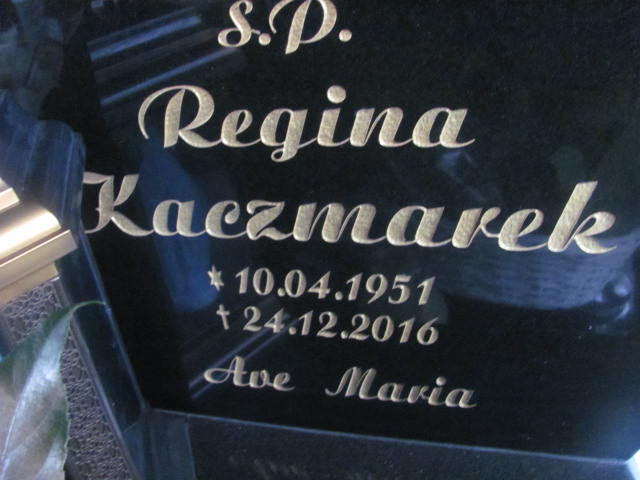 Ś.P.
Regina
Kaczmarek
* 10.04.1951
† 24.12.2016
Ave Maria